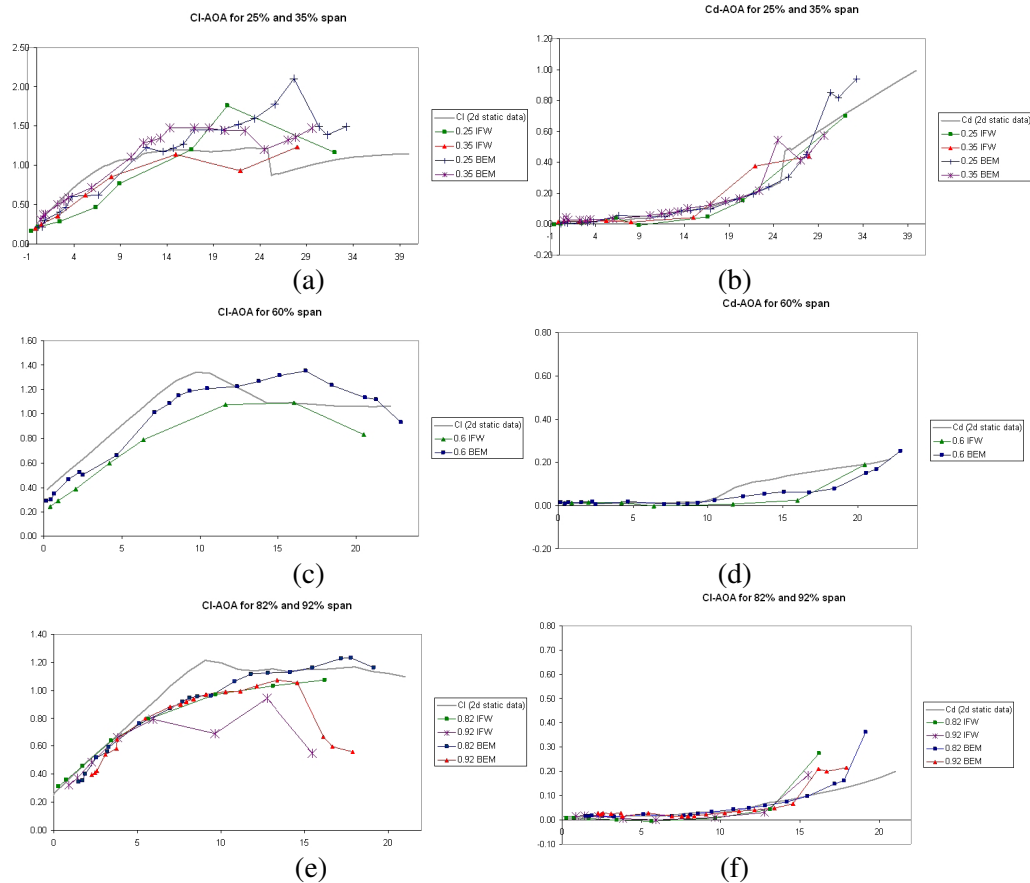 Cl-AOA for 25% and 35% span
2.50
2.00
1.50
1.00
0.50
0.00
-1 4 9 14 19 24 29 34 39
Cl (2d static data)
0.25 IFW
0.35 IFW
0.25 BEM
0.35 BEM
(a)
Cd-AOA for 25% and 35% span
1.20
1.00
0.80
0.60
0.40
0.20
0.00
-0.20
-1 4 9 14 19 24 29 34 39
Cd (2d static data)
0.25 IFW
0.35 IFW
0.25 BEM
0.35 BEM
(b)
Cl-AOA for 60% span
1.60
1.40
1.20
1.00
0.80
0.60
0.40
0.20
0.00
0 5 10 15 20
Cl (2d static data)
0.6 IFW
0.6 BEM
(c)
Cd-AOA for 60% span
0.80
0.60
0.40
0.20
0.00
-0.20
0 5 10 15 20
Cd (2d static data)
0.6 IFW
0.6 BEM
(d)
Cl-AOA for 82% and 92% span
1.40
1.20
1.00
0.80
0.60
0.40
0.20
0.00
0 5 10 15 20
Cl (2d static data)
0.82 IFW
0.92 IFW
0.82 BEM
0.92 BEM
(e)
Cl-AOA for 82% and 92% span
0.80
0.70
0.60
0.50
0.40
0.30
0.20
0.10
0.00
-0.10
0 5 10 15 20
Cd (2d static data)
0.82 IFW
0.92 IFW
0.82 BEM
0.92 BEM
(f)